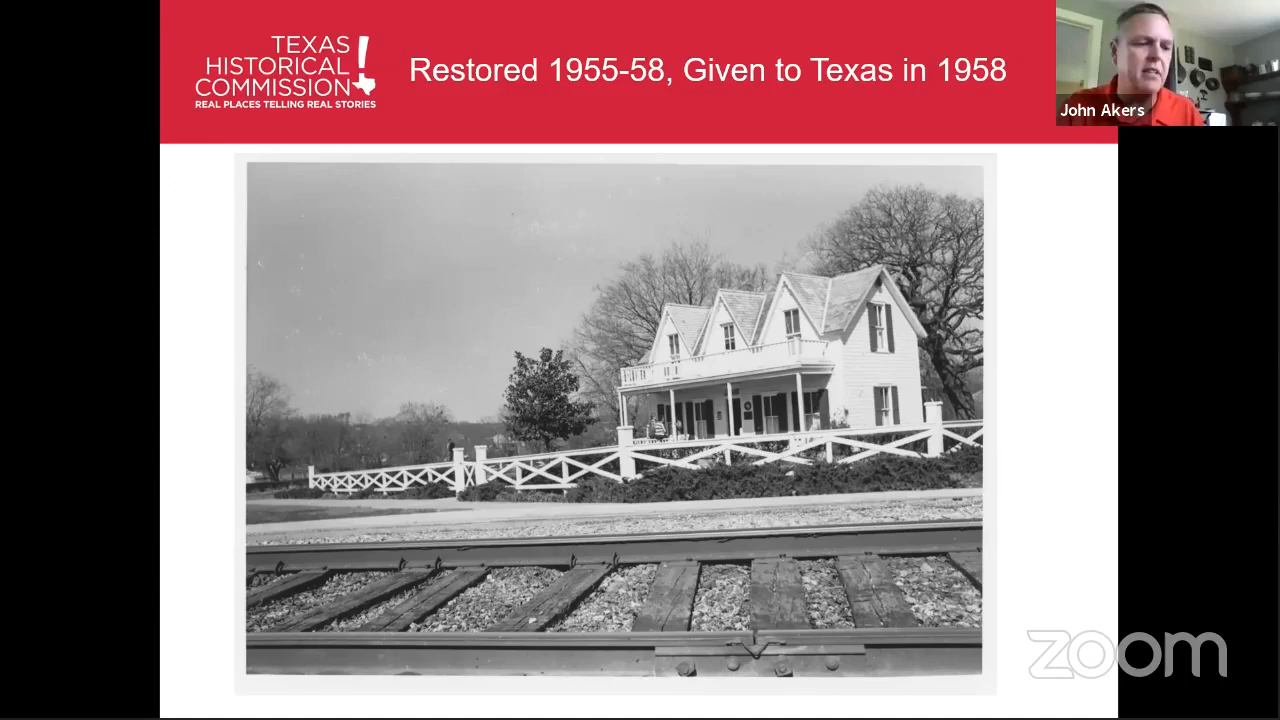 TEXAS
HISTORICAL
COMMISSION
REAL PLACES TELLING REAL STORIES
Restored 1955-58, Given to Texas in 1958
John Akers
zoom